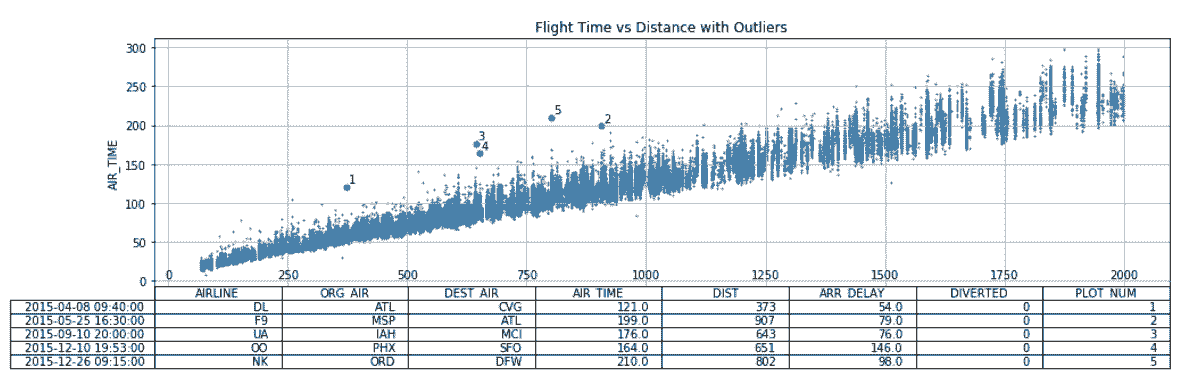 Flight Time vs Distance with Outliers
300
250
5
200 2
3
4
150
1
AIR_TIME
100
50
0
0 250 500 750 1000 1250 1500 1750 2000
AIRLINE ORG_AIR DEST_AIR AIR_TIME DIST ARR_DELAY DIVERTED PLOT_NUM
2015-04-08 09:40:00 DL ATL CVG 121.0 373 54.0 0 1
2015-05-25 16:30:00 F9 MSP ATL 199.0 907 79.0 0 2
2015-09-10 20:00:00 UA IAH MCI 176.0 643 76.0 0 3
2015-12-10 19:53:00 OO PHX SFO 164.0 651 146.0 0 4
2015-12-26 09:15:00 NK ORD DFW 210.0 802 98.0 0 5